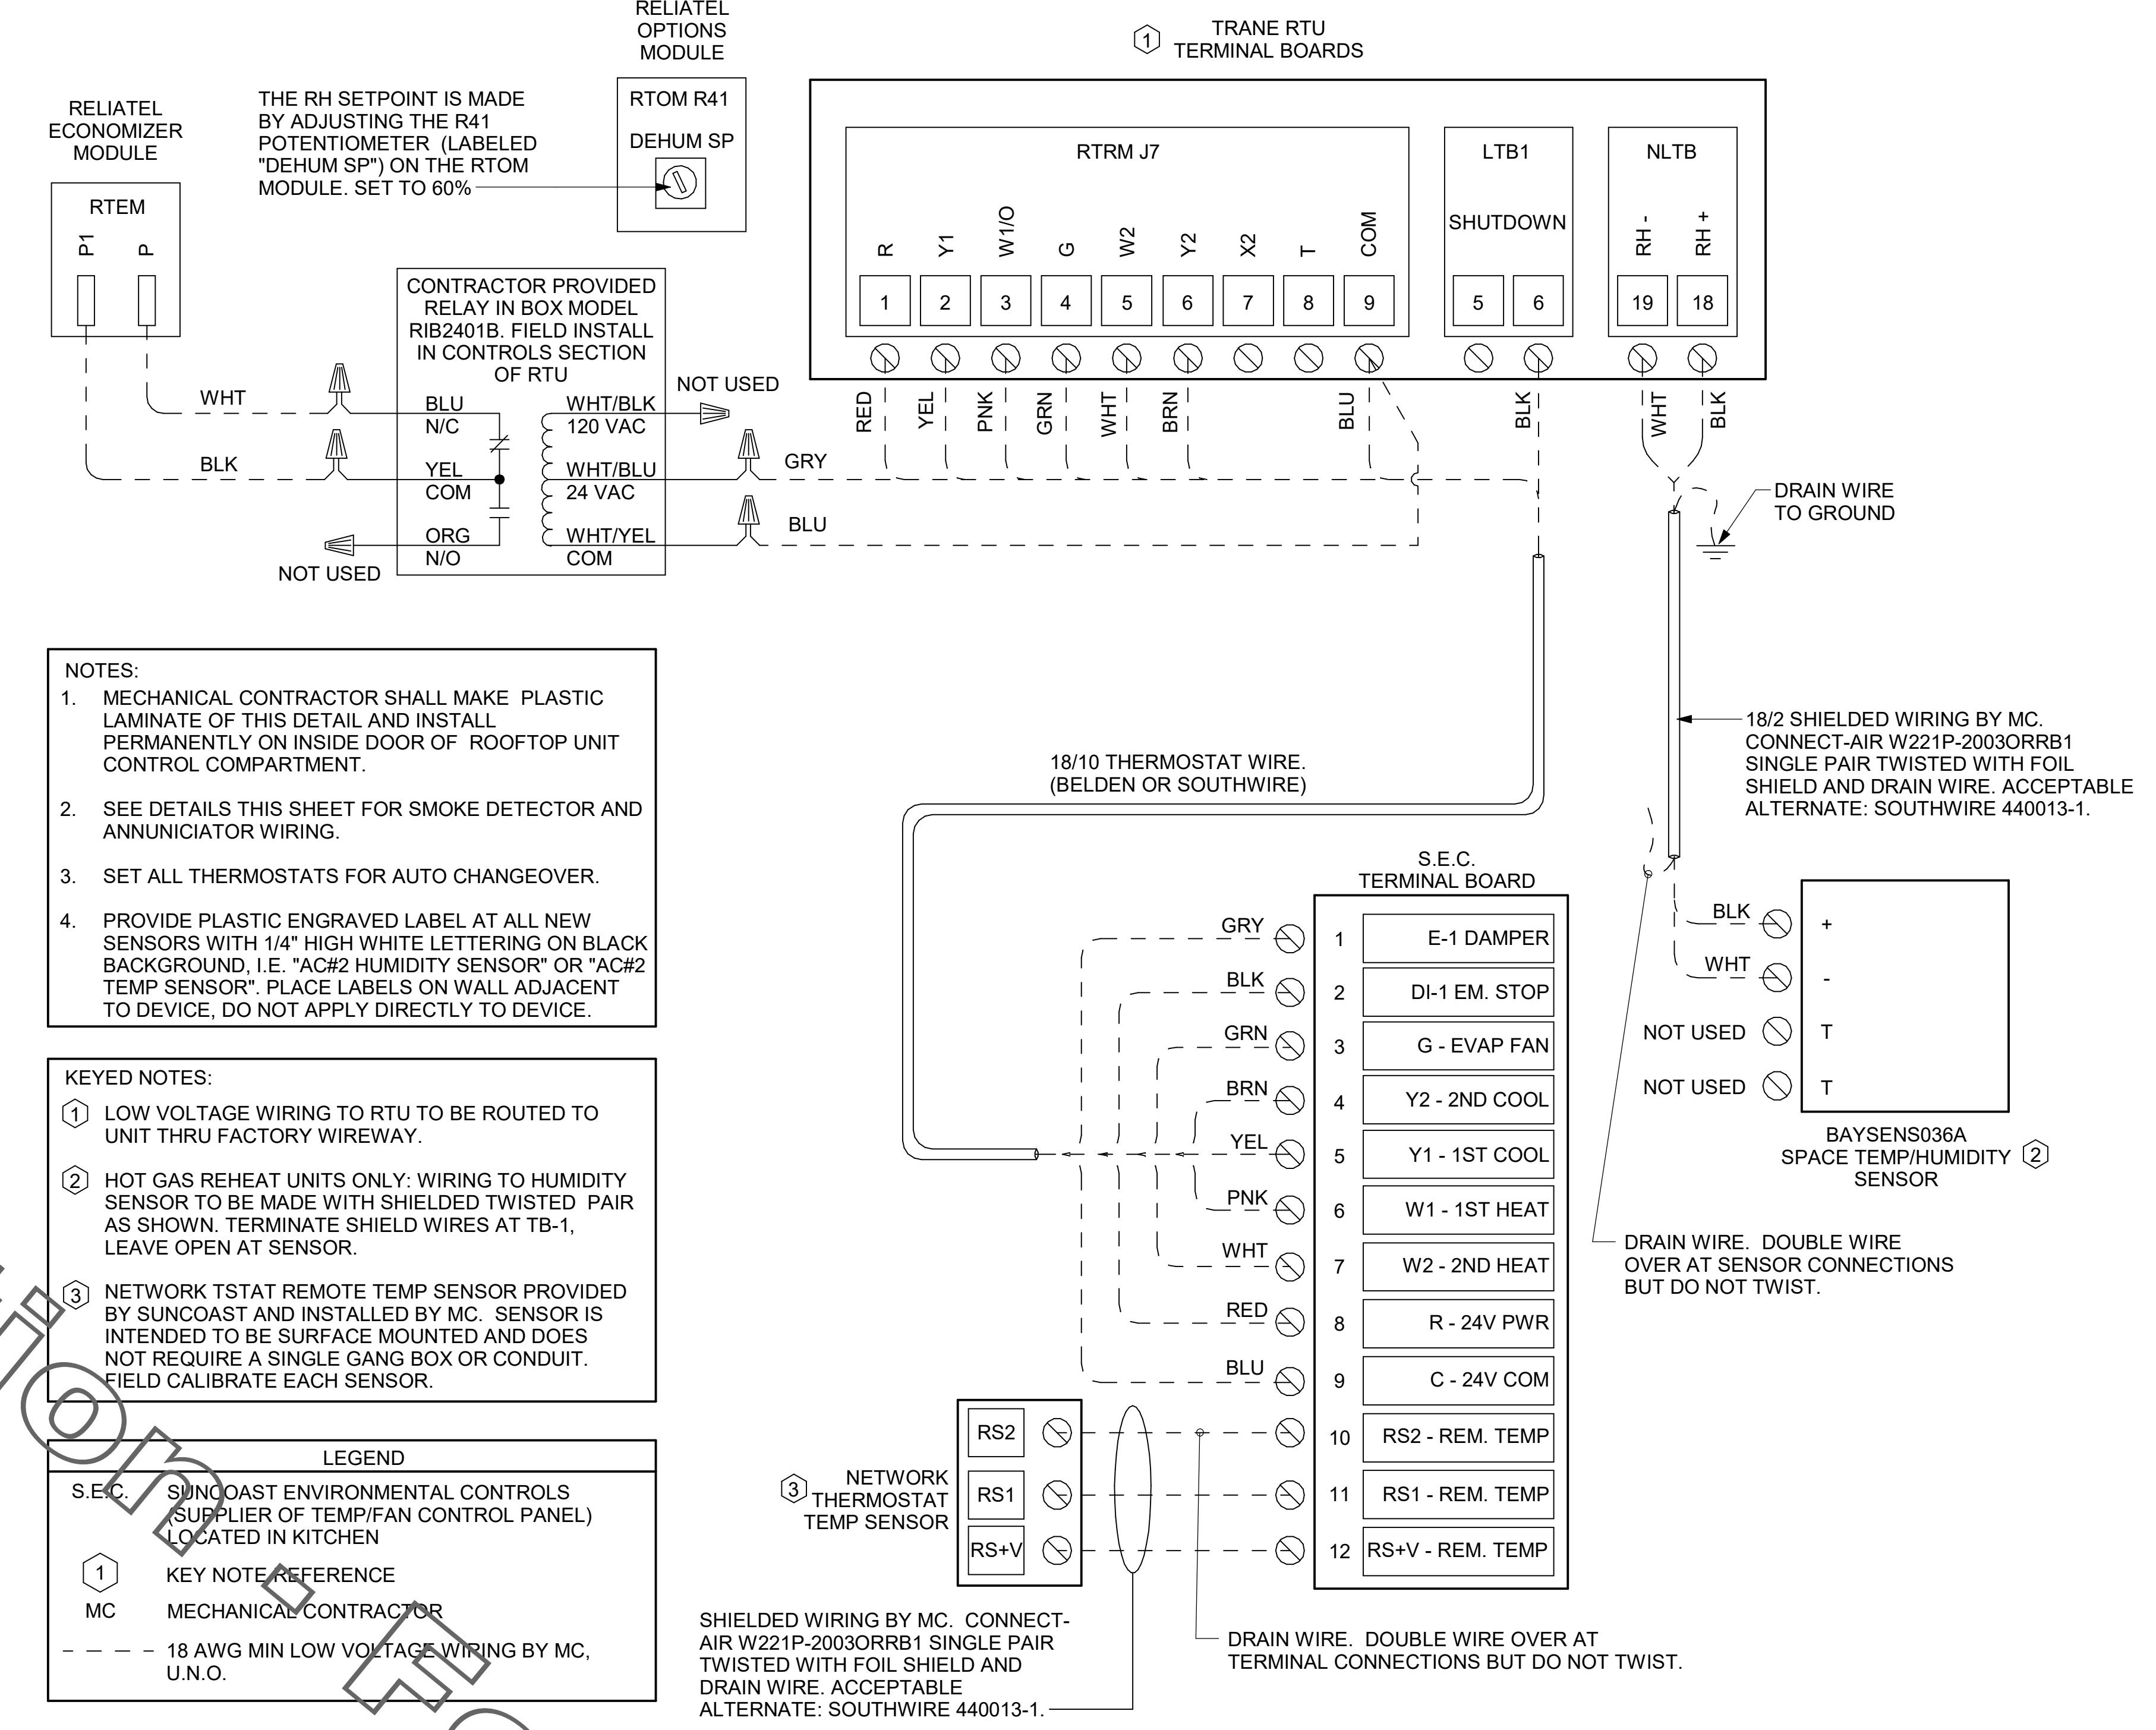 RELIATEL
OPTIONS
MODULE
1
TRANE RTU
TERMINAL BOARDS
RELIATEL
ECONOMIZER
MODULE
THE RH SETPOINT IS MADE
BY ADJUSTING THE R41
POTENTIOMETER (LABELED
"DEHUM SP") ON THE RTOM
MODULE. SET TO 60%
RTOM R41
DEHUM SP
RTEM
P1
P
RTRM J7
R
Y1
W1/O
G
W2
Y2
X2
T
COM
1
2
3
4
5
6
7
8
9
LTB1
SHUTDOWN
5
6
NLTB
RH -
RH +
19
18
CONTRACTOR PROVIDED
RELAY IN BOX MODEL
RIB2401B. FIELD INSTALL
IN CONTROLS SECTION
OF RTU
BLU
N/C
YEL
COM
ORG
N/O
WHT/BLK
120 VAC
WHT/BLU
24 VAC
WHT/YEL
COM
WHT
BLK
NOT USED
NOT USED
GRY
BLU
RED
YEL
PNK
GRN
WHT
BRN
BLU
BLK
WHT
BLK
DRAIN WIRE
TO GROUND
NOTES:
1. MECHANICAL CONTRACTOR SHALL MAKE PLASTIC
LAMINATE OF THIS DETAIL AND INSTALL
PERMANENTLY ON INSIDE DOOR OF ROOFTOP UNIT
CONTROL COMPARTMENT.
2. SEE DETAILS THIS SHEET FOR SMOKE DETECTOR AND
ANNUNICIATOR WIRING.
3. SET ALL THERMOSTATS FOR AUTO CHANGEOVER.
4. PROVIDE PLASTIC ENGRAVED LABEL AT ALL NEW
SENSORS WITH 1/4" HIGH WHITE LETTERING ON BLACK
BACKGROUND, I.E. "AC#2 HUMIDITY SENSOR" OR "AC#2
TEMP SENSOR". PLACE LABELS ON WALL ADJACENT
TO DEVICE, DO NOT APPLY DIRECTLY TO DEVICE.
KEYED NOTES:
1 LOW VOLTAGE WIRING TO RTU TO BE ROUTED TO
UNIT THRU FACTORY WIREWAY.
2 HOT GAS REHEAT UNITS ONLY: WIRING TO HUMIDITY
SENSOR TO BE MADE WITH SHIELDED TWISTED PAIR
AS SHOWN. TERMINATE SHIELD WIRES AT TB-1,
LEAVE OPEN AT SENSOR.
3 NETWORK TSTAT REMOTE TEMP SENSOR PROVIDED
BY SUNCOAST AND INSTALLED BY MC. SENSOR IS
INTENDED TO BE SURFACE MOUNTED AND DOES
NOT REQUIRE A SINGLE GANG BOX OR CONDUIT.
FIELD CALIBRATE EACH SENSOR.
LEGEND
S.E.C. SUNCOAST ENVIRONMENTAL CONTROLS
(SUPPLIER OF TEMP/FAN CONTROL PANEL)
LOCATED IN KITCHEN
1 KEY NOTE REFERENCE
MC MECHANICAL CONTRACTOR
18 AWG MIN LOW VOLTAGE WIRING BY MC,
U.N.O.
18/10 THERMOSTAT WIRE.
(BELDEN OR SOUTHWIRE)
18/2 SHIELDED WIRING BY MC.
CONNECT-AIR W221P-2003ORRB1
SINGLE PAIR TWISTED WITH FOIL
SHIELD AND DRAIN WIRE. ACCEPTABLE
ALTERNATE: SOUTHWIRE 440013-1.
S.E.C.
TERMINAL BOARD
GRY 1 E-1 DAMPER
BLK 2 DI-1 EM. STOP
GRN 3 G - EVAP FAN
BRN 4 Y2 - 2ND COOL
YEL 5 Y1 - 1ST COOL
PNK 6 W1 - 1ST HEAT
WHT 7 W2 - 2ND HEAT
RED 8 R - 24V PWR
BLU 9 C - 24V COM
10 RS2 - REM. TEMP
11 RS1 - REM. TEMP
12 RS+V - REM. TEMP
BLK +
WHT -
NOT USED T
NOT USED T
BAYSENS036A
SPACE TEMP/HUMIDITY
SENSOR
2
DRAIN WIRE. DOUBLE WIRE
OVER AT SENSOR CONNECTIONS
BUT DO NOT TWIST.
RS2
RS1
RS+V
3
NETWORK
THERMOSTAT
TEMP SENSOR
SHIELDED WIRING BY MC. CONNECT-
AIR W221P-2003ORRB1 SINGLE PAIR
TWISTED WITH FOIL SHIELD AND
DRAIN WIRE. ACCEPTABLE
ALTERNATE: SOUTHWIRE 440013-1.
DRAIN WIRE. DOUBLE WIRE OVER AT
TERMINAL CONNECTIONS BUT DO NOT TWIST.